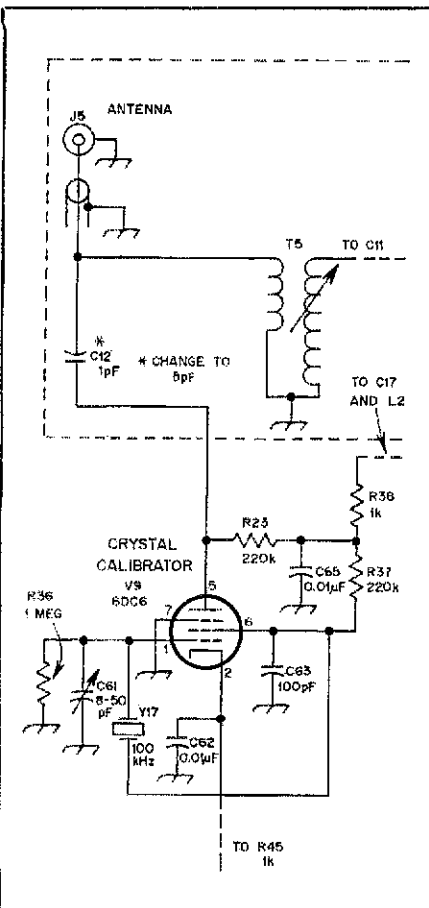 J5 ANTENNA
T5
TO C11
*
C12
1pF
* CHANGE TO
5pF
TO C17
AND L2
R38
1k
R23
220k
CRYSTAL
CALIBRATOR
V9
6DC6
C65
0.01µF
R37
220k
R36
1 MEG
5
7
6
1
2
C61
8-50
pF
Y17
100
kHz
C63
100pF
C62
0.01µF
TO R45
1k